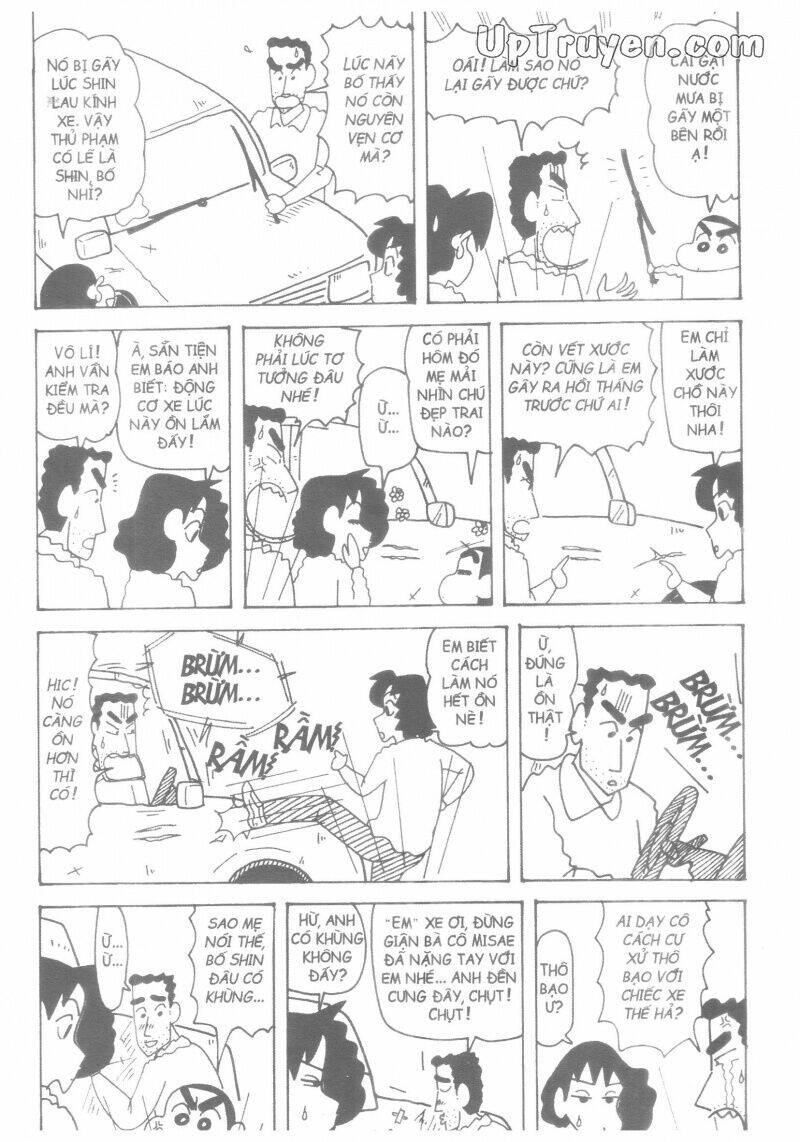 UpTruyen.com
NÓ BỊ GÃY
LÚC SHIN
LAU KÍNH
XE. VẬY
THỦ PHẠM
CÓ LẼ LÀ
SHIN, BỐ
NHỈ?
LÚC NÃY
BỐ THẤY
NÓ CÒN
NGUYÊN
VẸN CƠ
MÀ?
OÁI! LÀM SAO NÓ
LẠI GÃY ĐƯỢC CHỨ?
CÁI GẠT
NƯỚC
MƯA BỊ
GÃY MỘT
BÊN RỒI
Ạ!
VÔ LÍ!
ANH VẪN
KIỂM TRA
ĐỀU MÀ?
À, SẴN TIỆN
EM BÁO ANH
BIẾT: ĐỘNG
CƠ XE LÚC
NÀY ỒN LẮM
ĐẤY!
KHÔNG
PHẢI LÚC TƠ
TƯỞNG ĐÂU
NHÉ!
Ừ...
Ừ...
CÓ PHẢI
HÔM ĐÓ
MẸ MẢI
NHÌN CHÚ
ĐẸP TRAI
NÀO?
CÒN VẾT XƯỚC
NÀY? CŨNG LÀ EM
GÂY RA HỒI THÁNG
TRƯỚC CHỨ AI!
EM CHỈ
LÀM
XƯỚC
CHỖ NÀY
THÔI
NHA!
HIC!
NÓ
CÀNG
ỒN
HƠN
THÌ
CÓ!
BRỪM...
BRỪM...
RẦM
RẦM
EM BIẾT
CÁCH
LÀM NÓ
HẾT ỒN
NÈ!
Ừ,
ĐÚNG
LÀ
ỒN
THẬT!
BRỪM...
BRỪM...
Ừ...
Ừ...
SAO MẸ
NÓI THẾ,
BỐ SHIN
ĐÂU CÓ
KHÙNG...
HỪ, ANH
CÓ KHÙNG
KHÔNG
ĐẤY?
"EM" XE ƠI, ĐỪNG
GIẬN BÀ CÔ MISAE
ĐÃ NẶNG TAY VỚI
EM NHÉ... ANH ĐỀN
CƯNG ĐÂY, CHỤT!
CHỤT!
THÔ
BẠO
Ư?
AI DẠY CÔ
CÁCH CƯ
XỬ THÔ
BẠO VỚI
CHIẾC XE
THẾ HẢ?